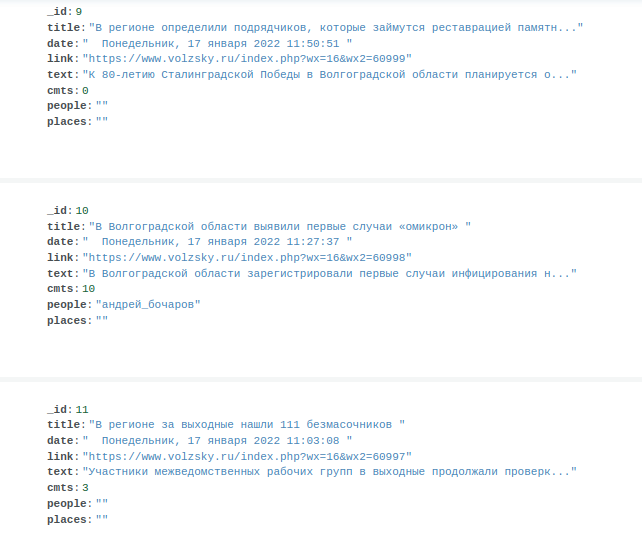 _id: 9
title: "В регионе определили подрядчиков, которые займутся реставрацией памятн..."
date: "  Понедельник, 17 января 2022 11:50:51 "
link: "https://www.volzsky.ru/index.php?wx=16&wx2=60999"
text: "К 80-летию Сталинградской Победы в Волгоградской области планируется о..."
cmts: 0
people: ""
places: ""
_id: 10
title: "В Волгоградской области выявили первые случаи «омикрон» "
date: "  Понедельник, 17 января 2022 11:27:37 "
link: "https://www.volzsky.ru/index.php?wx=16&wx2=60998"
text: "В Волгоградской области зарегистрировали первые случаи инфицирования н..."
cmts: 10
people: "андрей_бочаров"
places: ""
_id: 11
title: "В регионе за выходные нашли 111 безмасочников "
date: "  Понедельник, 17 января 2022 11:03:08 "
link: "https://www.volzsky.ru/index.php?wx=16&wx2=60997"
text: "Участники межведомственных рабочих групп в выходные продолжали проверк..."
cmts: 3
people: ""
places: ""